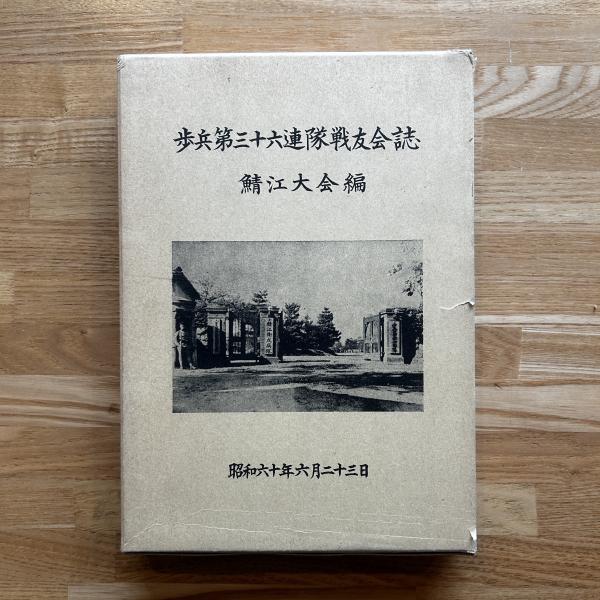 歩兵第三十六連隊戦友会誌
鯖江大会編
昭和六十年六月二十三日